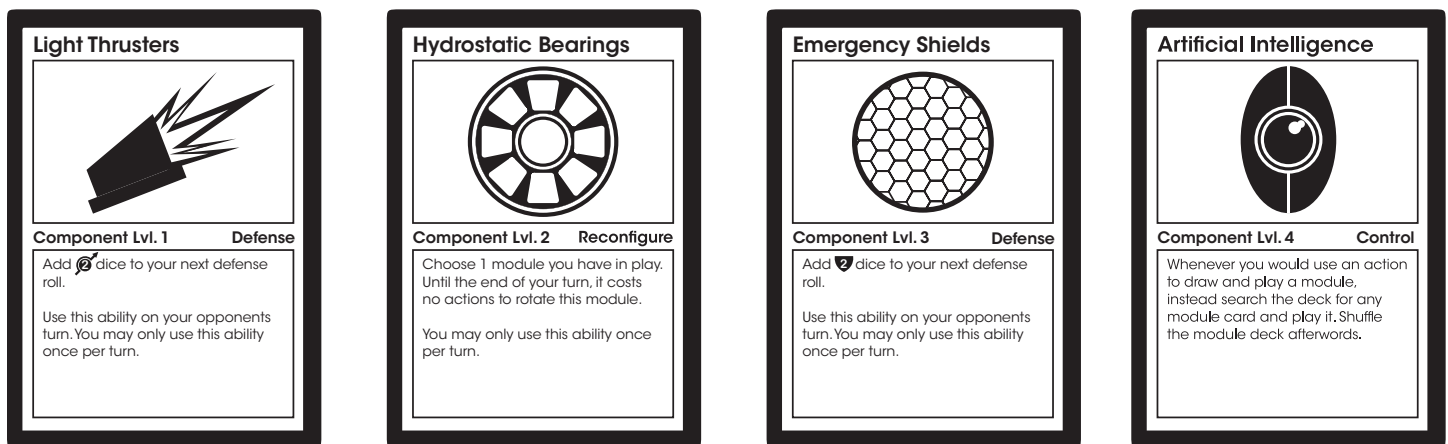 Light Thrusters
Component Lvl. 1 Defense
Add 2 dice to your next defense
roll.
Use this ability on your opponents
turn. You may only use this ability
once per turn.
Hydrostatic Bearings
Component Lvl. 2 Reconfigure
Choose 1 module you have in play.
Until the end of your turn, it costs
no actions to rotate this module.
You may only use this ability once
per turn.
Emergency Shields
Component Lvl. 3 Defense
Add 2 dice to your next defense
roll.
Use this ability on your opponents
turn. You may only use this ability
once per turn.
Artificial Intelligence
Component Lvl. 4 Control
Whenever you would use an action
to draw and play a module,
instead search the deck for any
module card and play it. Shuffle
the module deck afterwords.